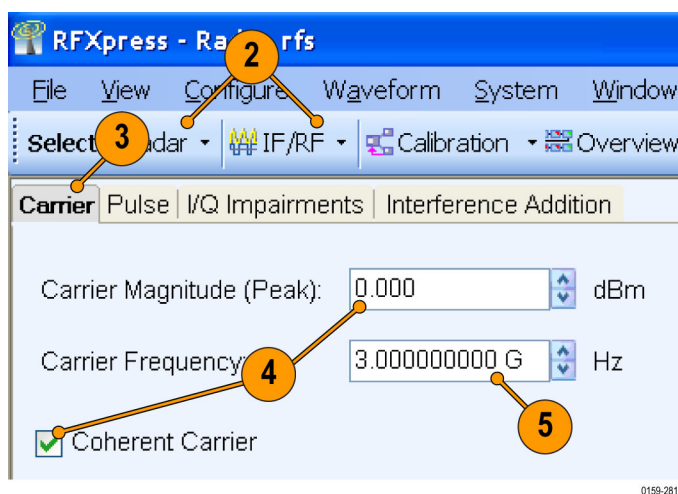 RFXpress - Ra rfs
2
File View Configure Waveform System Window
Select 3 adar IF/RF Calibration Overview
Carrier Pulse I/Q Impairments Interference Addition
Carrier Magnitude (Peak): 0.000 dBm
Carrier Frequency: 3.000000000 G Hz
4
5
Coherent Carrier
0159-281